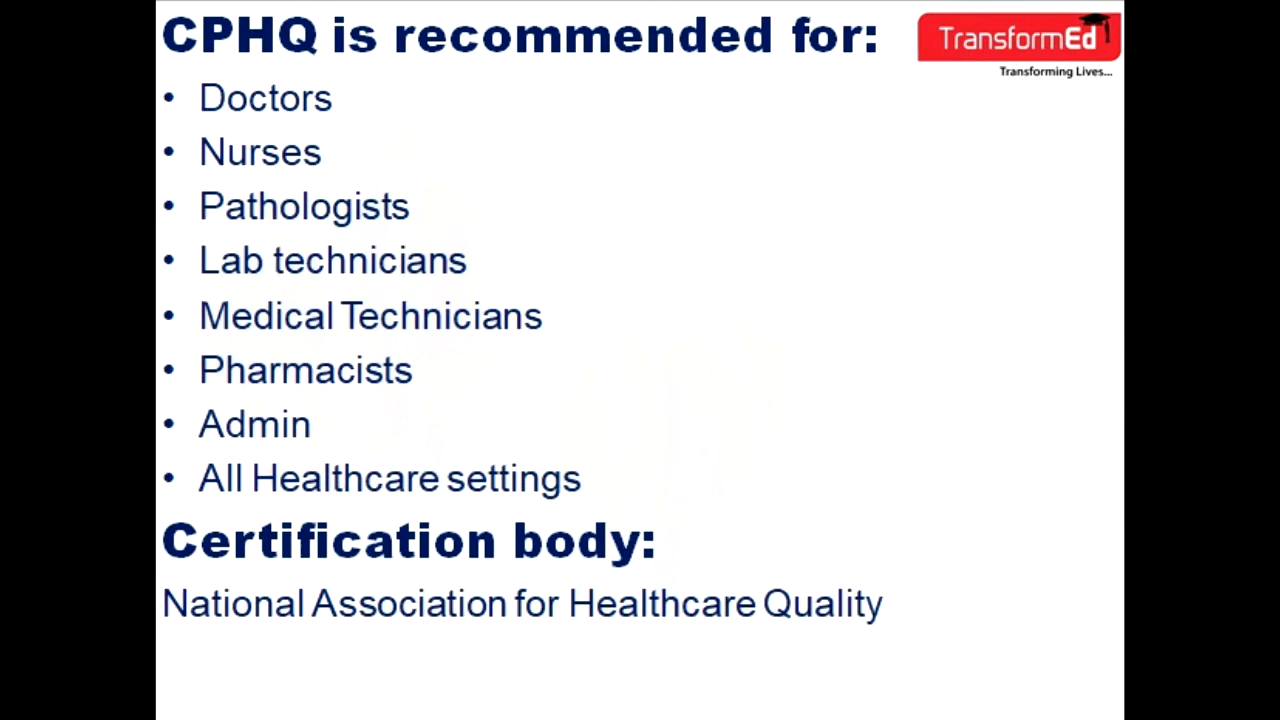 CPHQ is recommended for:
TransformEd
Transforming Lives...
• Doctors
• Nurses
• Pathologists
• Lab technicians
• Medical Technicians
• Pharmacists
• Admin
• All Healthcare settings
Certification body:
National Association for Healthcare Quality